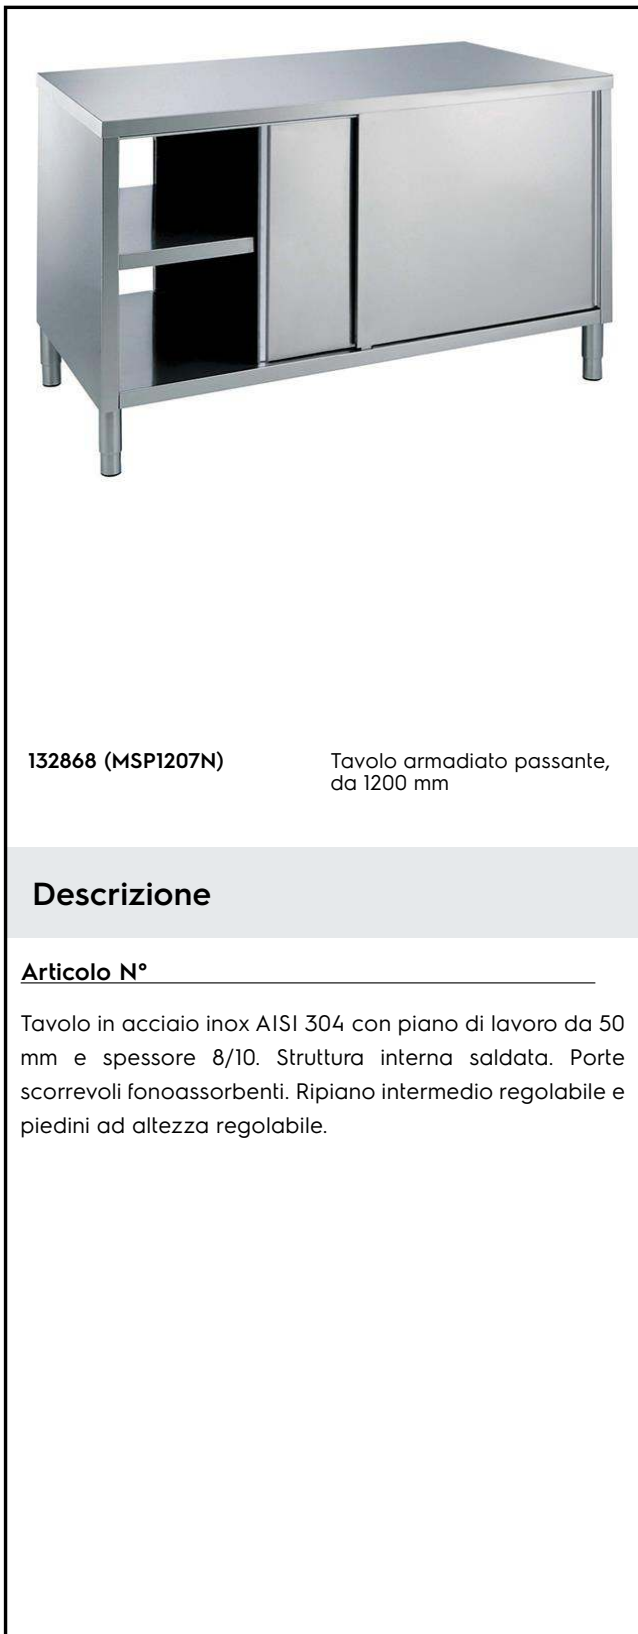 132868 (MSP1207N)
Tavolo armadiato passante,
da 1200 mm
Descrizione
Articolo N°
Tavolo in acciaio inox AISI 304 con piano di lavoro da 50
mm e spessore 8/10. Struttura interna saldata. Porte
scorrevoli fonoassorbenti. Ripiano intermedio regolabile e
piedini ad altezza regolabile.